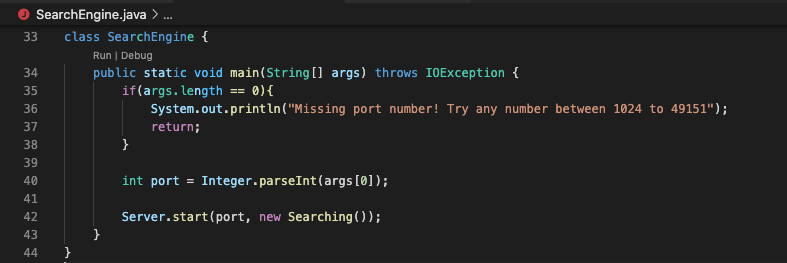 SearchEngine.java > ...
33 class SearchEngine {
Run | Debug
34 public static void main(String[] args) throws IOException {
35 if(args.length == 0){
36 System.out.println("Missing port number! Try any number between 1024 to 49151");
37 return;
38 }
39
40 int port = Integer.parseInt(args[0]);
41
42 Server.start(port, new Searching());
43 }
44 }